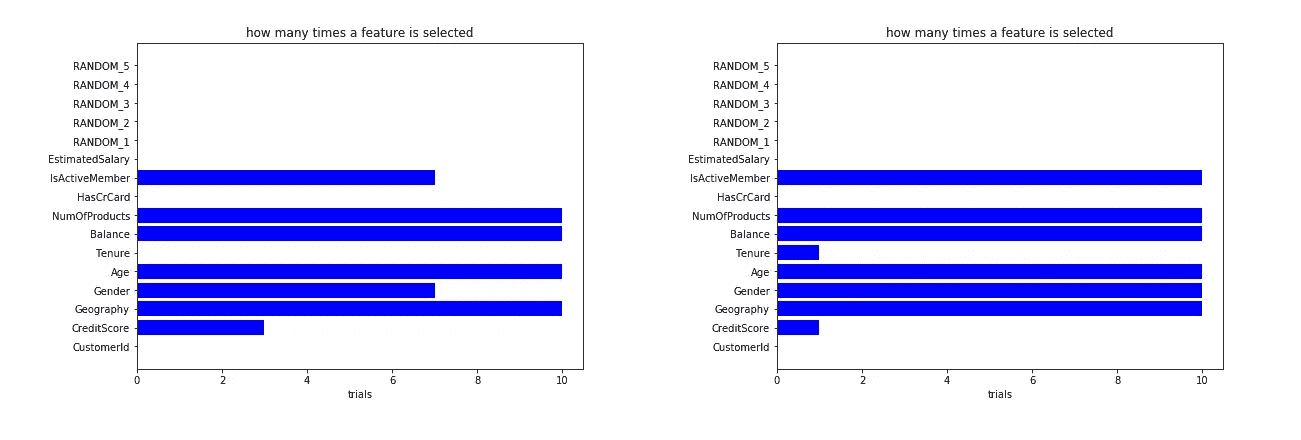 how many times a feature is selected
RANDOM_5
RANDOM_4
RANDOM_3
RANDOM_2
RANDOM_1
EstimatedSalary
IsActiveMember
HasCrCard
NumOfProducts
Balance
Tenure
Age
Gender
Geography
CreditScore
CustomerId
0 2 4 6 8 10
trials
how many times a feature is selected
RANDOM_5
RANDOM_4
RANDOM_3
RANDOM_2
RANDOM_1
EstimatedSalary
IsActiveMember
HasCrCard
NumOfProducts
Balance
Tenure
Age
Gender
Geography
CreditScore
CustomerId
0 2 4 6 8 10
trials